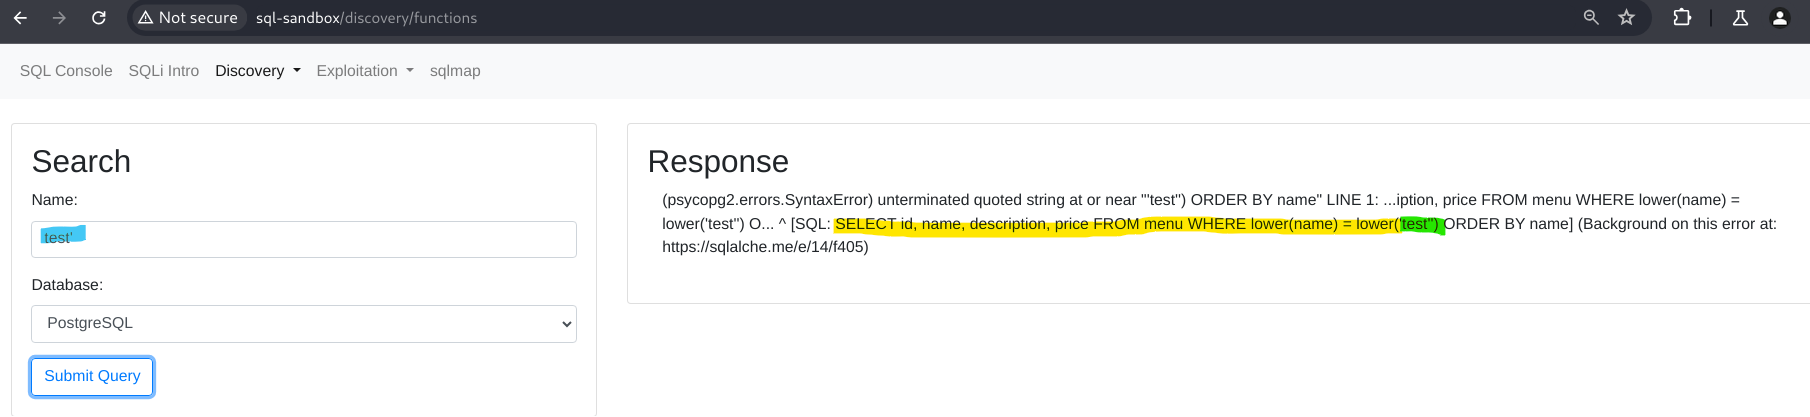 Not secure sql-sandbox/discovery/functions
SQL Console SQLi Intro Discovery Exploitation sqlmap
Search
Name:
test'
Database:
PostgreSQL
Submit Query
Response
(psycopg2.errors.SyntaxError) unterminated quoted string at or near "'test") ORDER BY name" LINE 1: ...iption, price FROM menu WHERE lower(name) =
lower('test'') O... ^ [SQL: SELECT id, name, description, price FROM menu WHERE lower(name) = lower('test'') ORDER BY name] (Background on this error at:
https://sqlalche.me/e/14/f405)